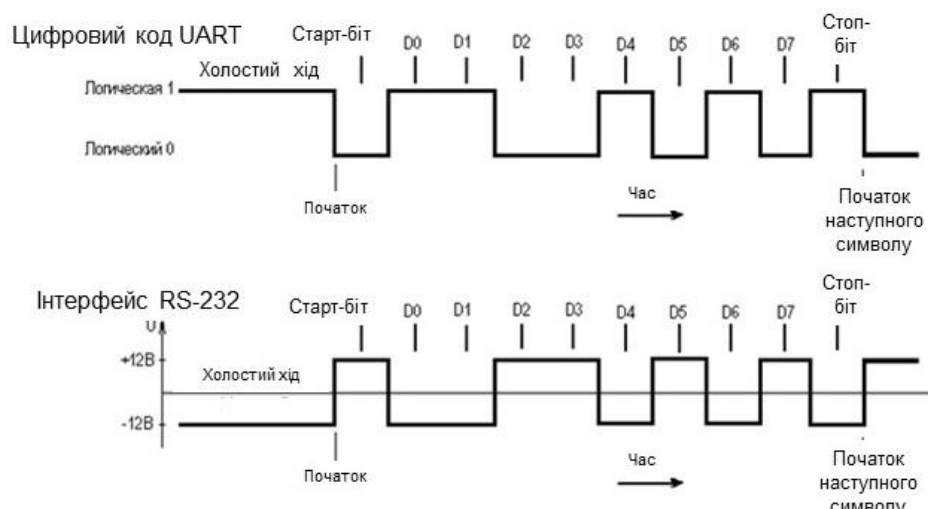 Цифровий код UART
Старт-біт D0 D1 D2 D3 D4 D5 D6 D7 Стоп-
біт
Холостий хід
Логическая 1
Логический 0
Початок
Час
Початок
наступного
символу
Інтерфейс RS-232
Старт-біт D0 D1 D2 D3 D4 D5 D6 D7 Стоп-
біт
U
+12В
Холостий хід
-12В
Початок
Час
Початок
наступного
символу